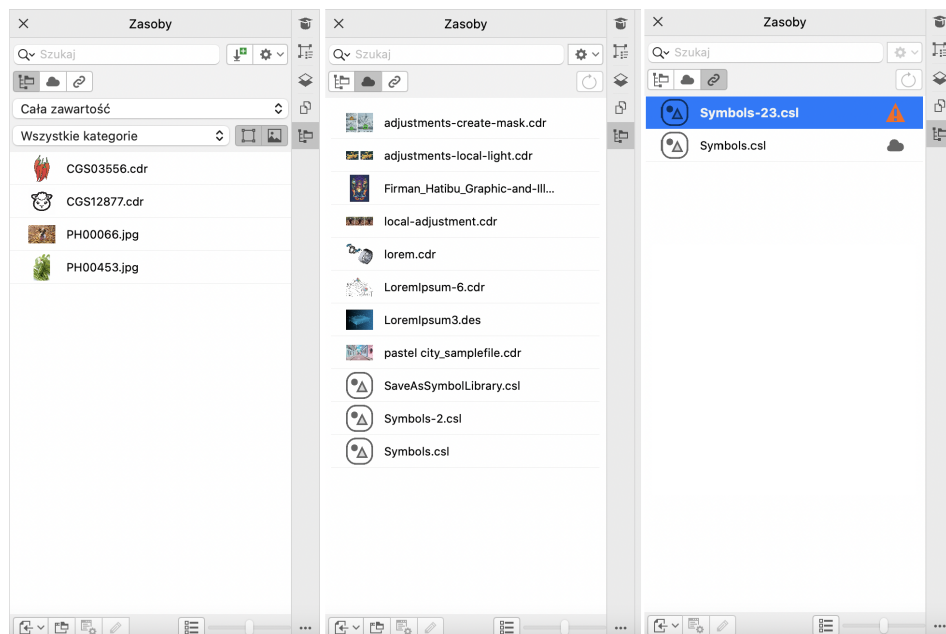 Zasoby
Szukaj
Cała zawartość
Wszystkie kategorie
CGS03556.cdr
CGS12877.cdr
PH00066.jpg
PH00453.jpg
Zasoby
Szukaj
adjustments-create-mask.cdr
adjustments-local-light.cdr
Firman_Hatibu_Graphic-and-Ill...
local-adjustment.cdr
lorem.cdr
LoremIpsum-6.cdr
LoremIpsum3.des
pastel city_samplefile.cdr
SaveAsSymbolLibrary.csl
Symbols-2.csl
Symbols.csl
Zasoby
Szukaj
Symbols-23.csl
Symbols.csl